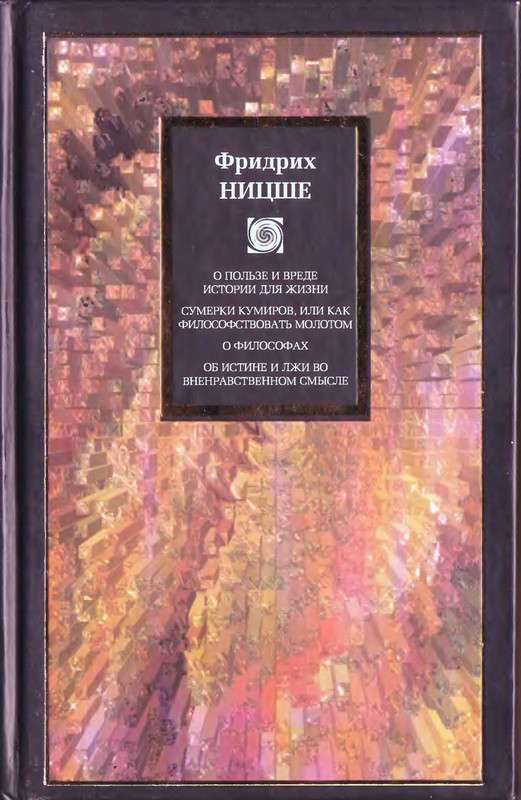 Фридрих
НИЦШЕ
О ПОЛЬЗЕ И ВРЕДЕ
ИСТОРИИ ДЛЯ ЖИЗНИ
СУМЕРКИ КУМИРОВ, ИЛИ КАК
ФИЛОСОФСТВОВАТЬ МОЛОТОМ
О ФИЛОСОФАХ
ОБ ИСТИНЕ И ЛЖИ ВО
ВНЕНРАВСТВЕННОМ СМЫСЛЕ